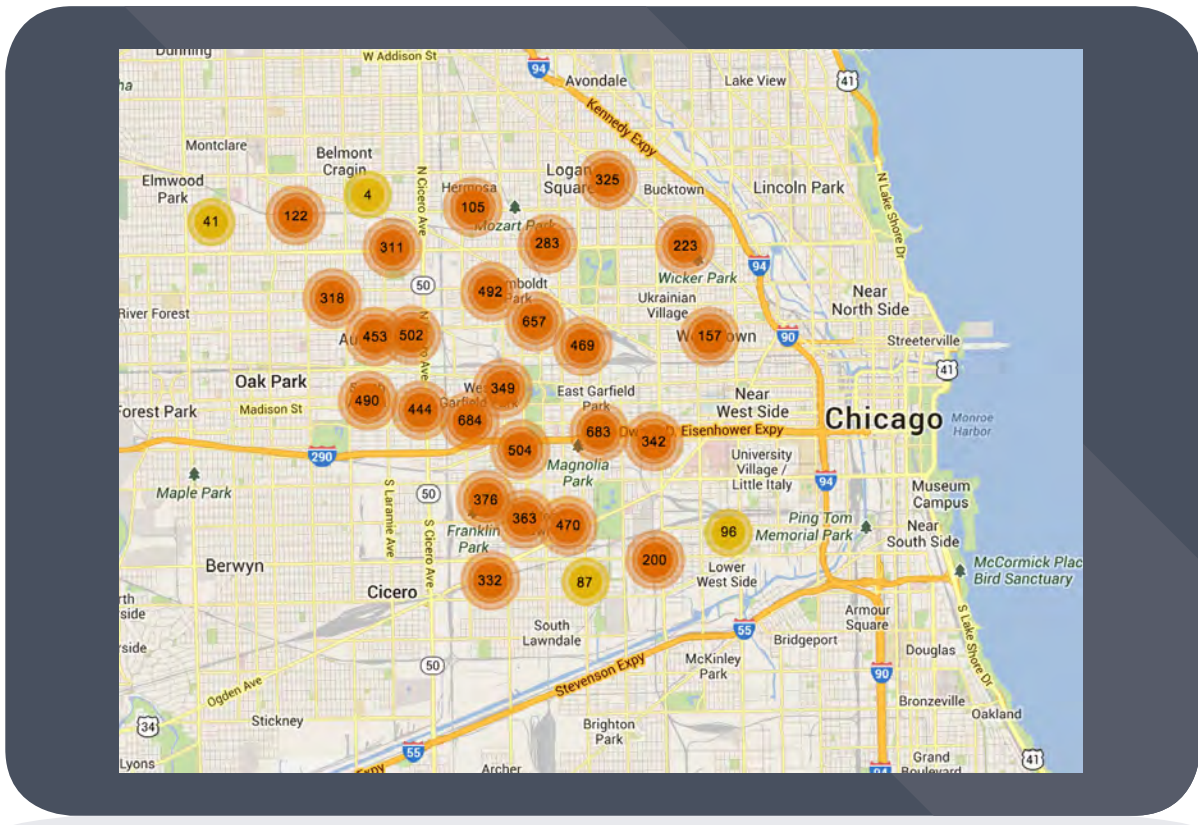 Dunning
W Addison St
94
Avondale
Lake View
41
Kennedy Expy
Montclare
Belmont
Cragin
Elmwood
Park
N Cicero Ave
Hermosa
Logan
Square
Bucktown
Lincoln Park
N Lake Shore Dr
325
4
41
122
105
Mozart Park
311
283
223
Wicker Park
94
50
318
492
Humboldt
Park
Ukrainian
Village
Near
North Side
River Forest
657
453
502
469
157
90
Streeterville
41
Oak Park
349
East Garfield
Park
Near
West Side
490
444
684
Garfield
Forest Park
Madison St
Chicago
Monroe
Harbor
683
342
Eisenhower Expy
290
504
Magnolia
Park
University
Village /
Little Italy
94
Maple Park
S Laramie Ave
50
S Cicero Ave
376
363
470
Franklin
Park
Museum
Campus
96
Ping Tom
Memorial Park
Near
South Side
Berwyn
Cicero
332
87
200
Lower
West Side
McCormick Plac
Bird Sanctuary
rth
side
rside
South
Lawndale
55
Armour
Square
Bridgeport
Douglas
S Lake Shore Dr
50
Stevenson Expy
McKinley
Park
90
Ogden Ave
Bronzeville
Oakland
34
Stickney
Brighton
Park
Lyons
55
Expy
Archer
94
Grand
Boulevard
41